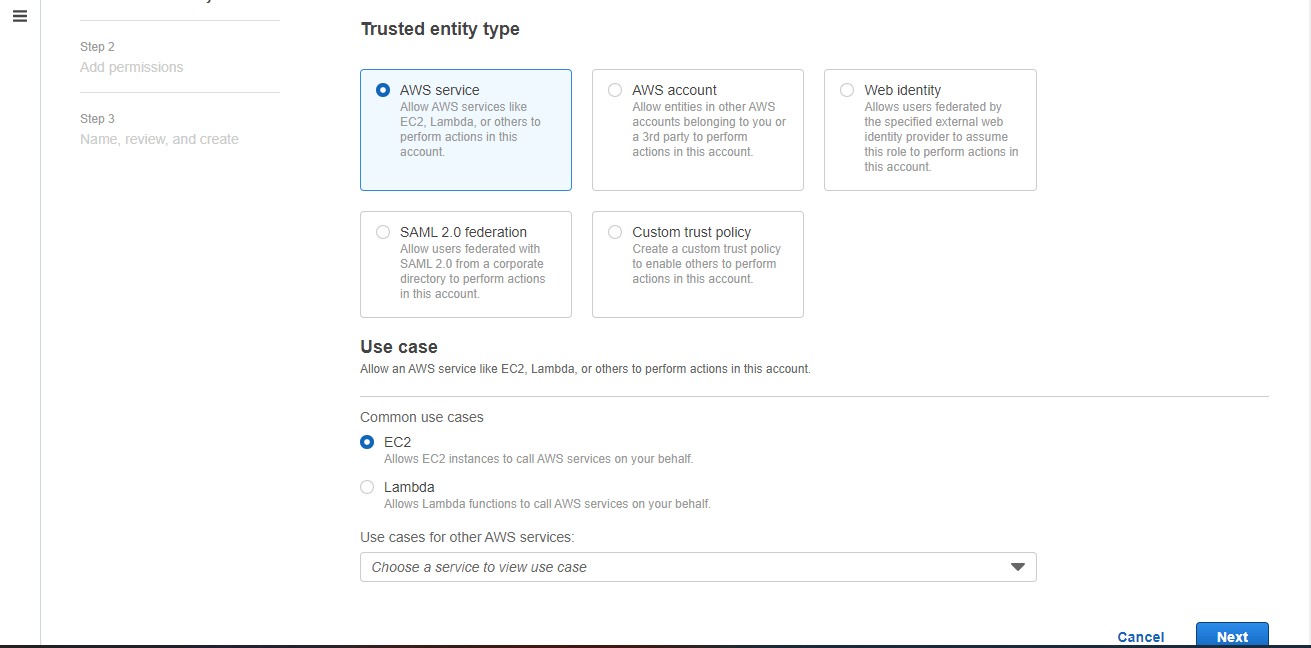 Step 2
Add permissions
Step 3
Name, review, and create
Trusted entity type
AWS service
Allow AWS services like
EC2, Lambda, or others to
perform actions in this
account.
AWS account
Allow entities in other AWS
accounts belonging to you or
a 3rd party to perform
actions in this account.
Web identity
Allows users federated by
the specified external web
identity provider to assume
this role to perform actions in
this account.
SAML 2.0 federation
Allow users federated with
SAML 2.0 from a corporate
directory to perform actions
in this account.
Custom trust policy
Create a custom trust policy
to enable others to perform
actions in this account.
Use case
Allow an AWS service like EC2, Lambda, or others to perform actions in this account.
Common use cases
EC2
Allows EC2 instances to call AWS services on your behalf.
Lambda
Allows Lambda functions to call AWS services on your behalf.
Use cases for other AWS services:
Choose a service to view use case
Cancel
Next